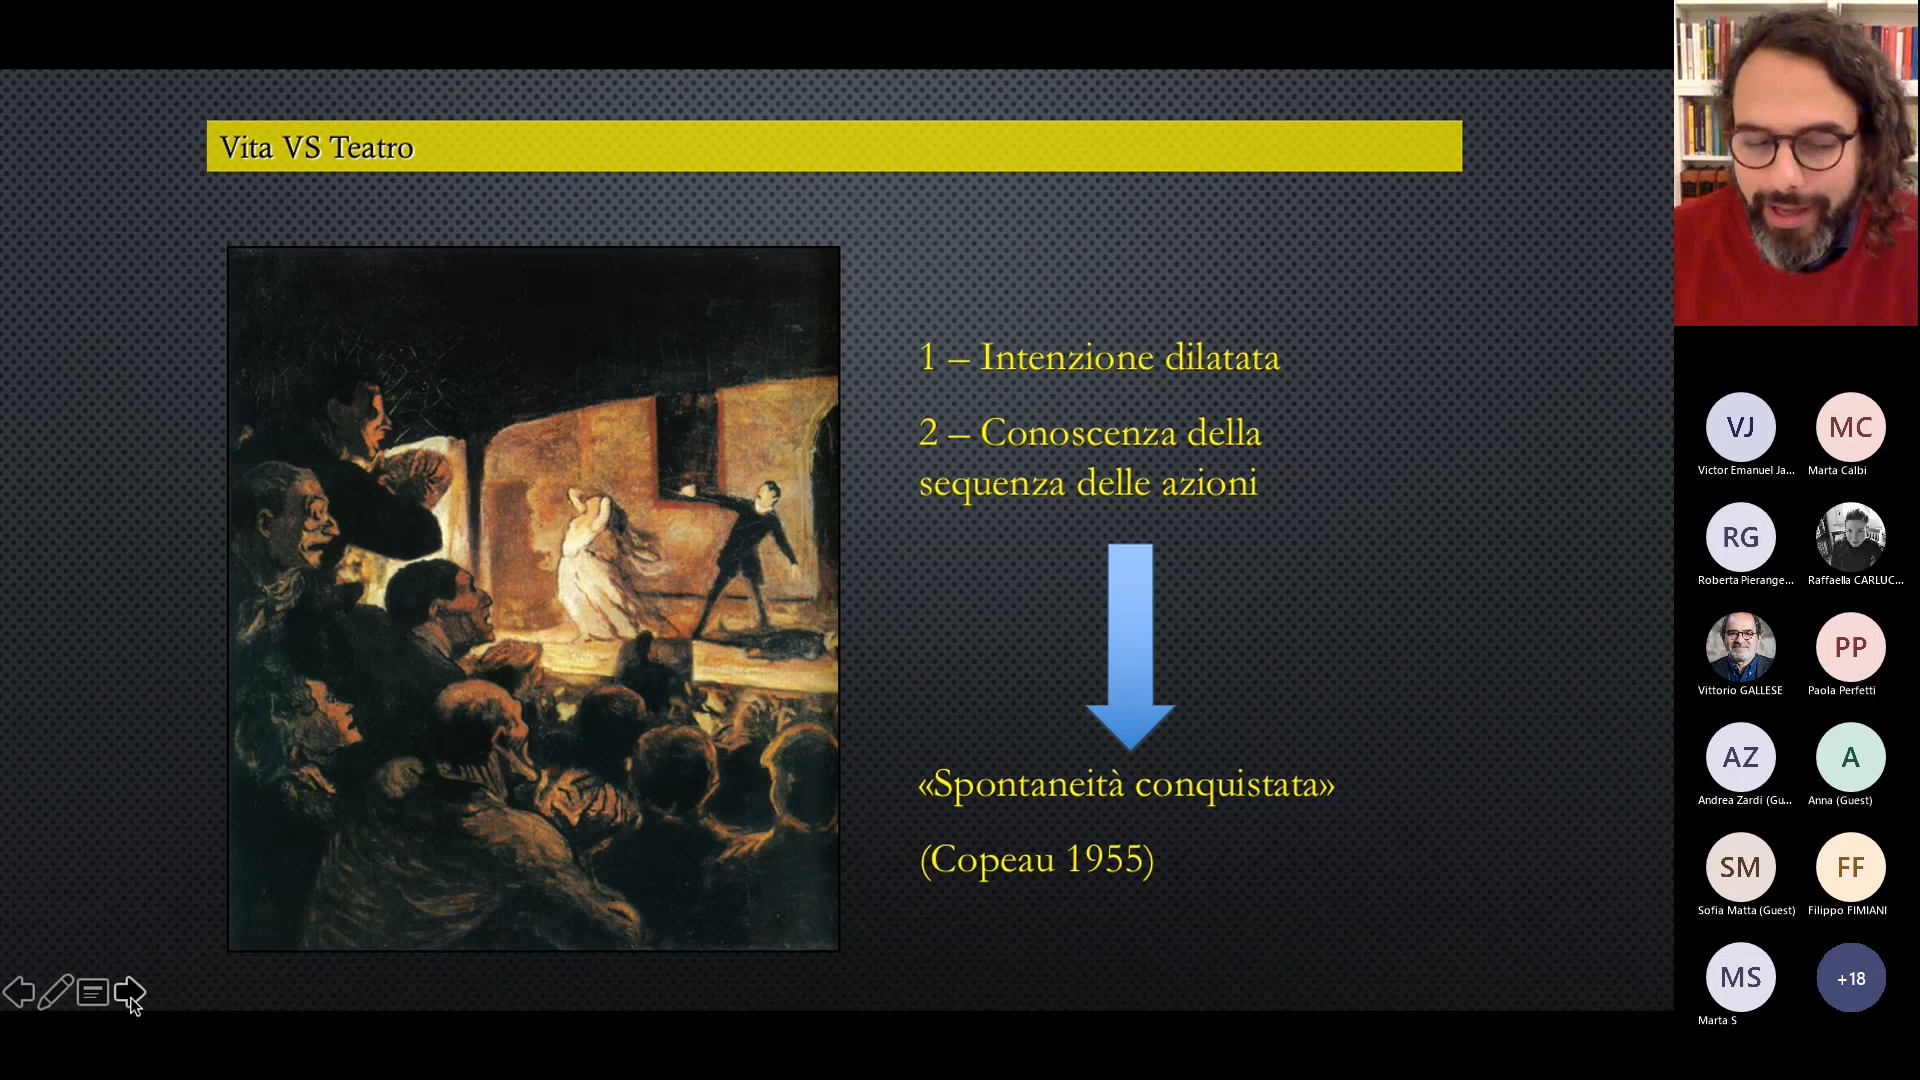 Vita VS Teatro
1 – Intenzione dilatata
2 – Conoscenza della
sequenza delle azioni
«Spontaneità conquistata»
(Copeau 1955)
VJ
MC
Victor Emanuel Ja...
Marta Calbi
RG
Roberta Pierange...
Raffaella CARLUC...
PP
Vittorio GALLESE
Paola Perfetti
AZ
A
Andrea Zardi (Gu...
Anna (Guest)
SM
FF
Sofia Matta (Guest)
Filippo FIMIANI
MS
+18
Marta S